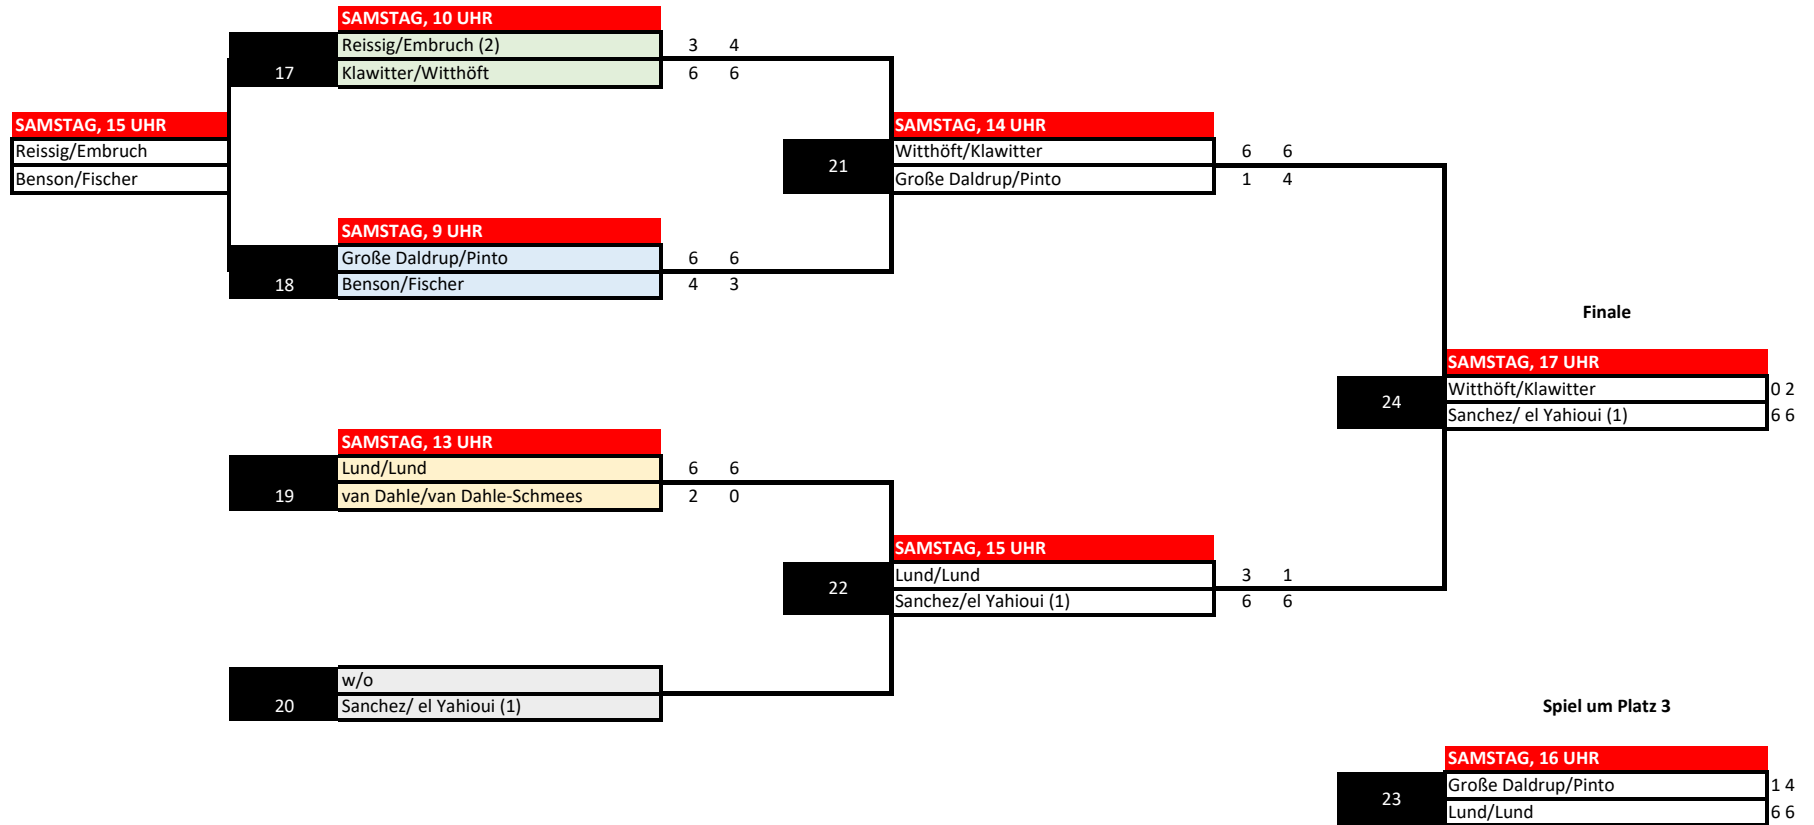 SAMSTAG, 10 UHR
Reissig/Embruch (2) 3 4
17 Klawitter/Witthöft 6 6
SAMSTAG, 15 UHR
Reissig/Embruch
Benson/Fischer
SAMSTAG, 14 UHR
21
Witthöft/Klawitter 6 6
Große Daldrup/Pinto 1 4
SAMSTAG, 9 UHR
Große Daldrup/Pinto 6 6
18 Benson/Fischer 4 3
Finale
SAMSTAG, 17 UHR
24
Witthöft/Klawitter 0 2
Sanchez/ el Yahioui (1) 6 6
SAMSTAG, 13 UHR
Lund/Lund 6 6
19 van Dahle/van Dahle-Schmees 2 0
SAMSTAG, 15 UHR
22
Lund/Lund 3 1
Sanchez/el Yahioui (1) 6 6
w/o
20 Sanchez/ el Yahioui (1)
Spiel um Platz 3
SAMSTAG, 16 UHR
23
Große Daldrup/Pinto 1 4
Lund/Lund 6 6